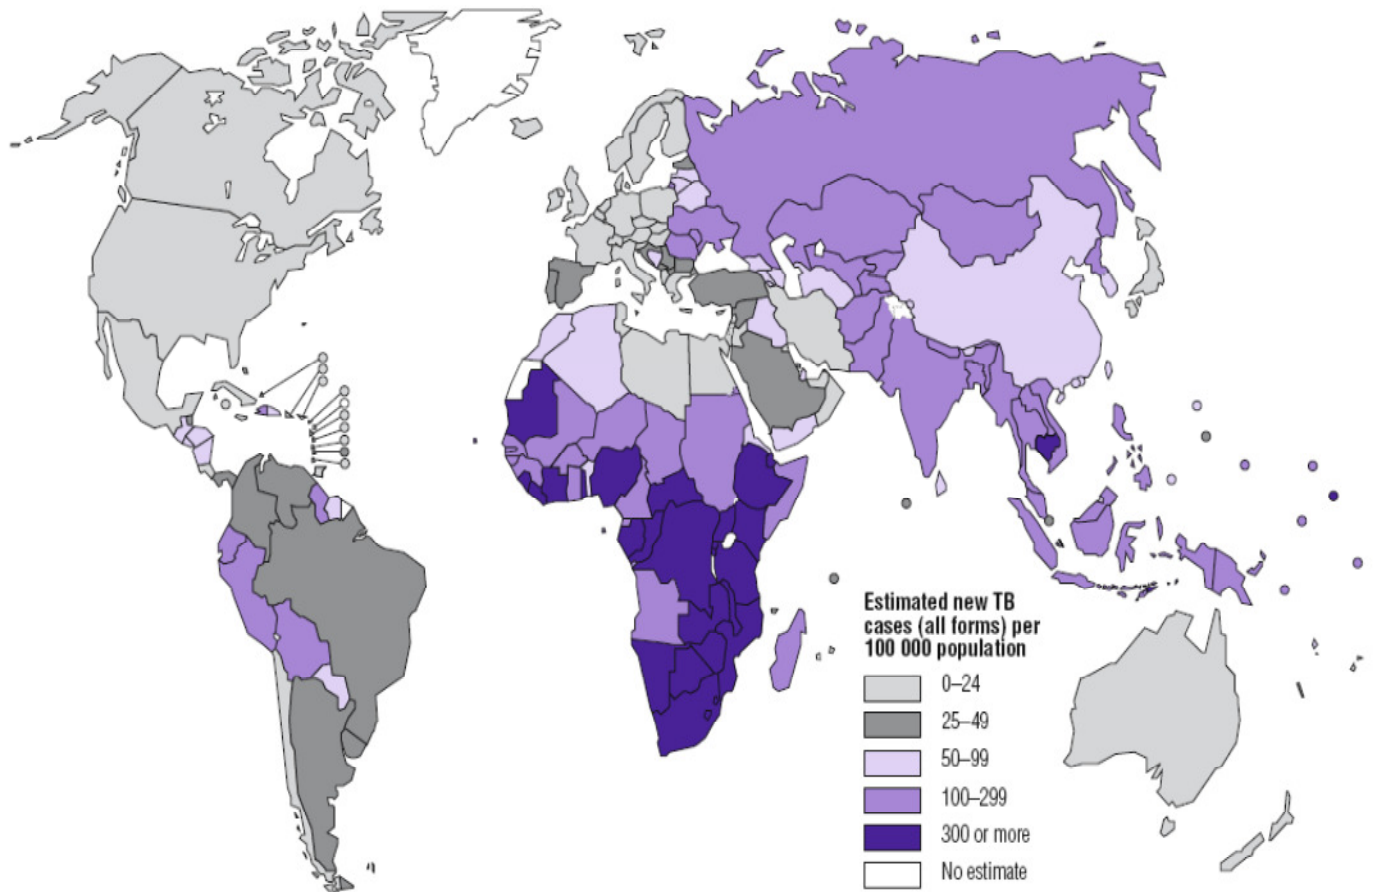 Estimated new TB
cases (all forms) per
100 000 population
0–24
25–49
50–99
100–299
300 or more
No estimate